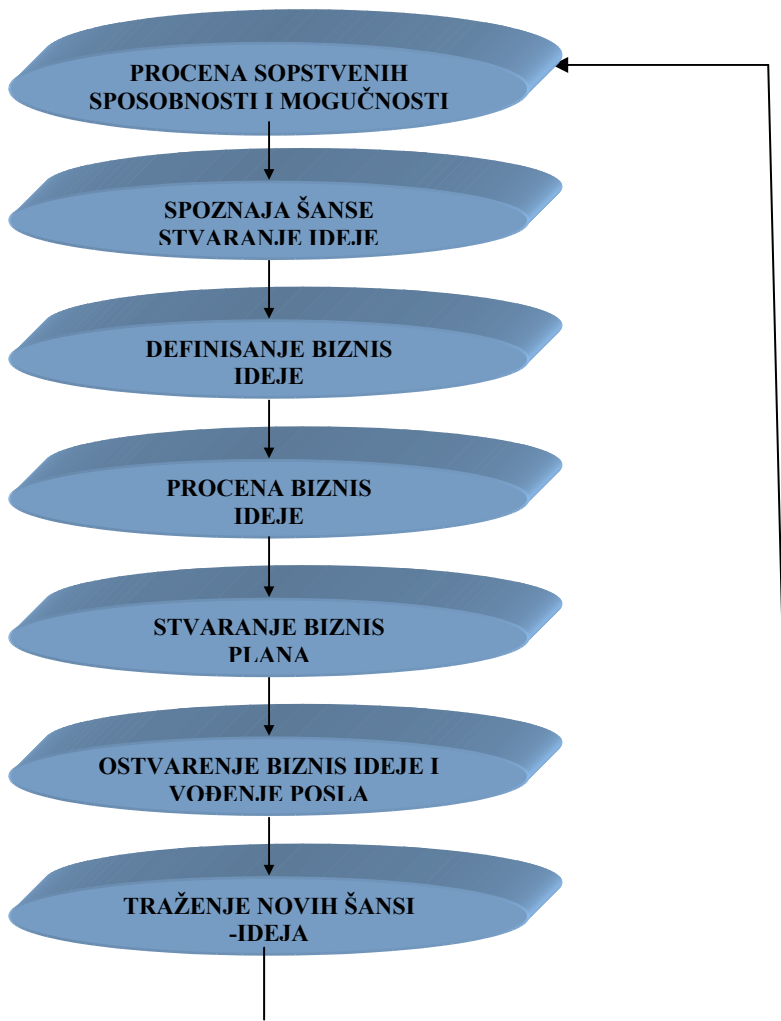 PROCENA SOPSTVENIH
SPOSOBNOSTI I MOGUČNOSTI
SPOZNAJA ŠANSE
STVARANJE IDEJE
DEFINISANJE BIZNIS
IDEJE
PROCENA BIZNIS
IDEJE
STVARANJE BIZNIS
PLANA
OSTVARENJE BIZNIS IDEJE I
VOĐENJE POSLA
TRAŽENJE NOVIH ŠANSI
-IDEJA